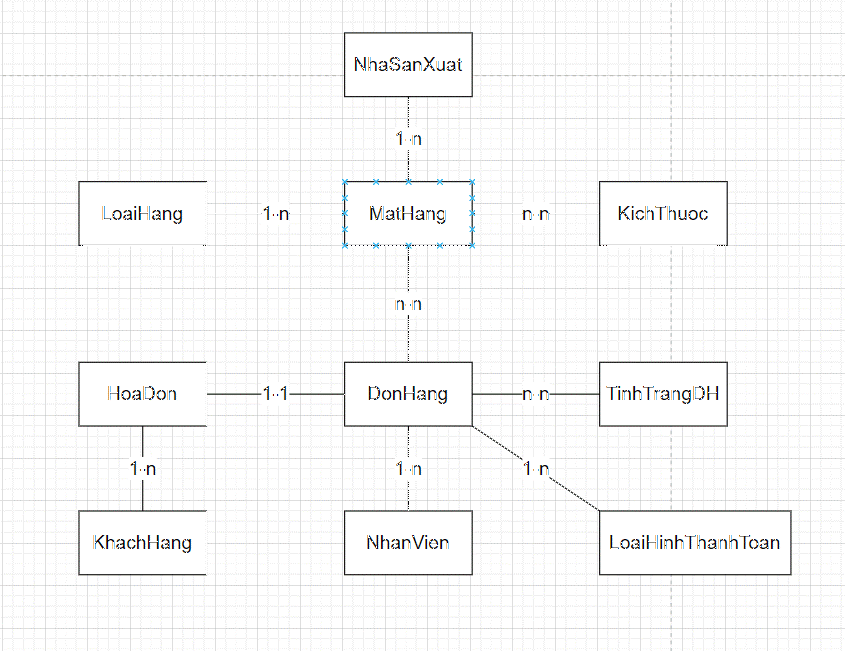 NhaSanXuat
1-n
LoaiHang
1-n
MatHang
n-n
KichThuoc
n-n
HoaDon
1-1
DonHang
n-n
TinhTrangDH
1-n
1-n
1-n
KhachHang
NhanVien
LoaiHinhThanhToan